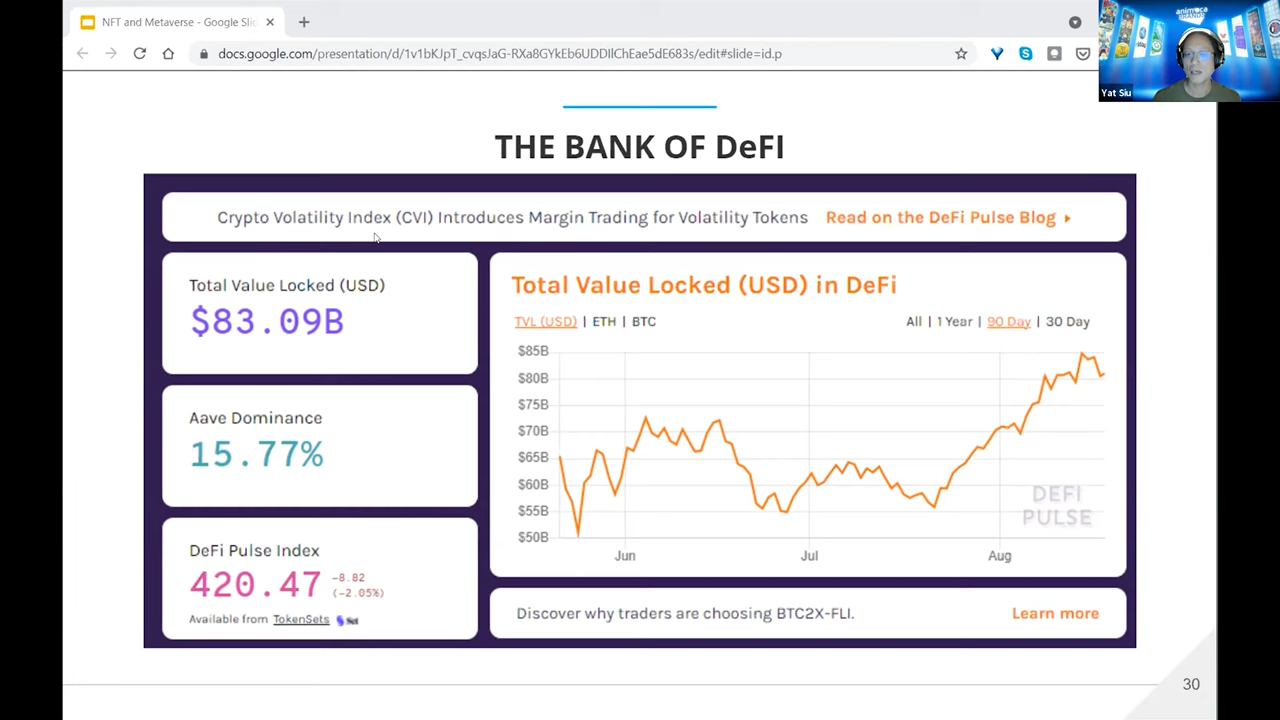 NFT and Metaverse - Google Slid
docs.google.com/presentation/d/1v1bKJpT_cvqsJaG-RXa8GYkEb6UDDIlChEae5dE683s/edit#slide=id.p
animoca
BRANDS
Yat Siu
THE BANK OF DeFI
Crypto Volatility Index (CVI) Introduces Margin Trading for Volatility Tokens Read on the DeFi Pulse Blog
Total Value Locked (USD)
$83.09B
Aave Dominance
15.77%
DeFi Pulse Index
420.47
-8.82
(-2.05%)
Available from TokenSets Set
Total Value Locked (USD) in DeFi
TVL (USD) | ETH | BTC
All | 1 Year | 90 Day | 30 Day
$85B
$80B
$75B
$70B
$65B
$60B
$55B
$50B
Jun Jul Aug
DEFI
PULSE
Discover why traders are choosing BTC2X-FLI. Learn more
30